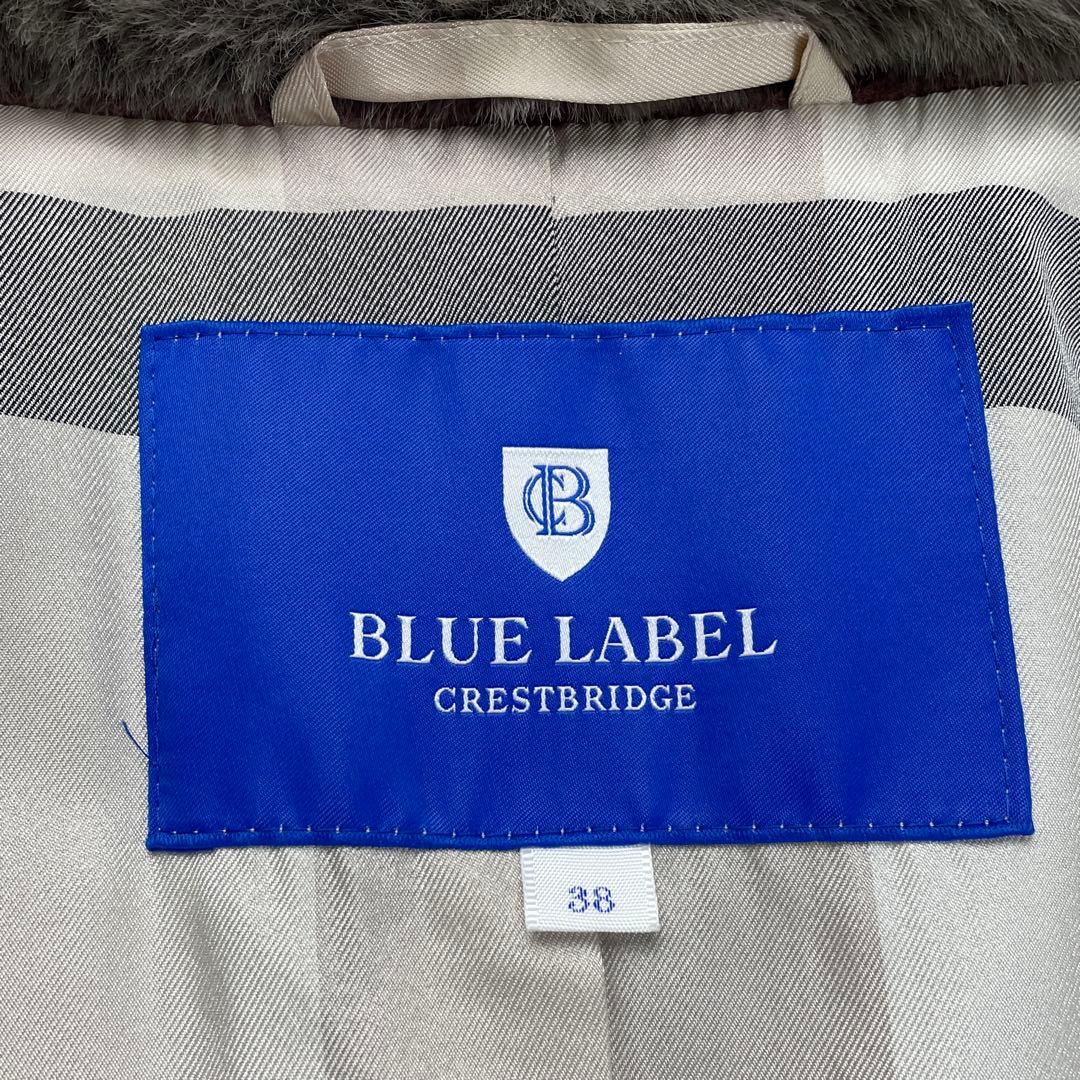 CB
BLUE LABEL
CRESTBRIDGE
38